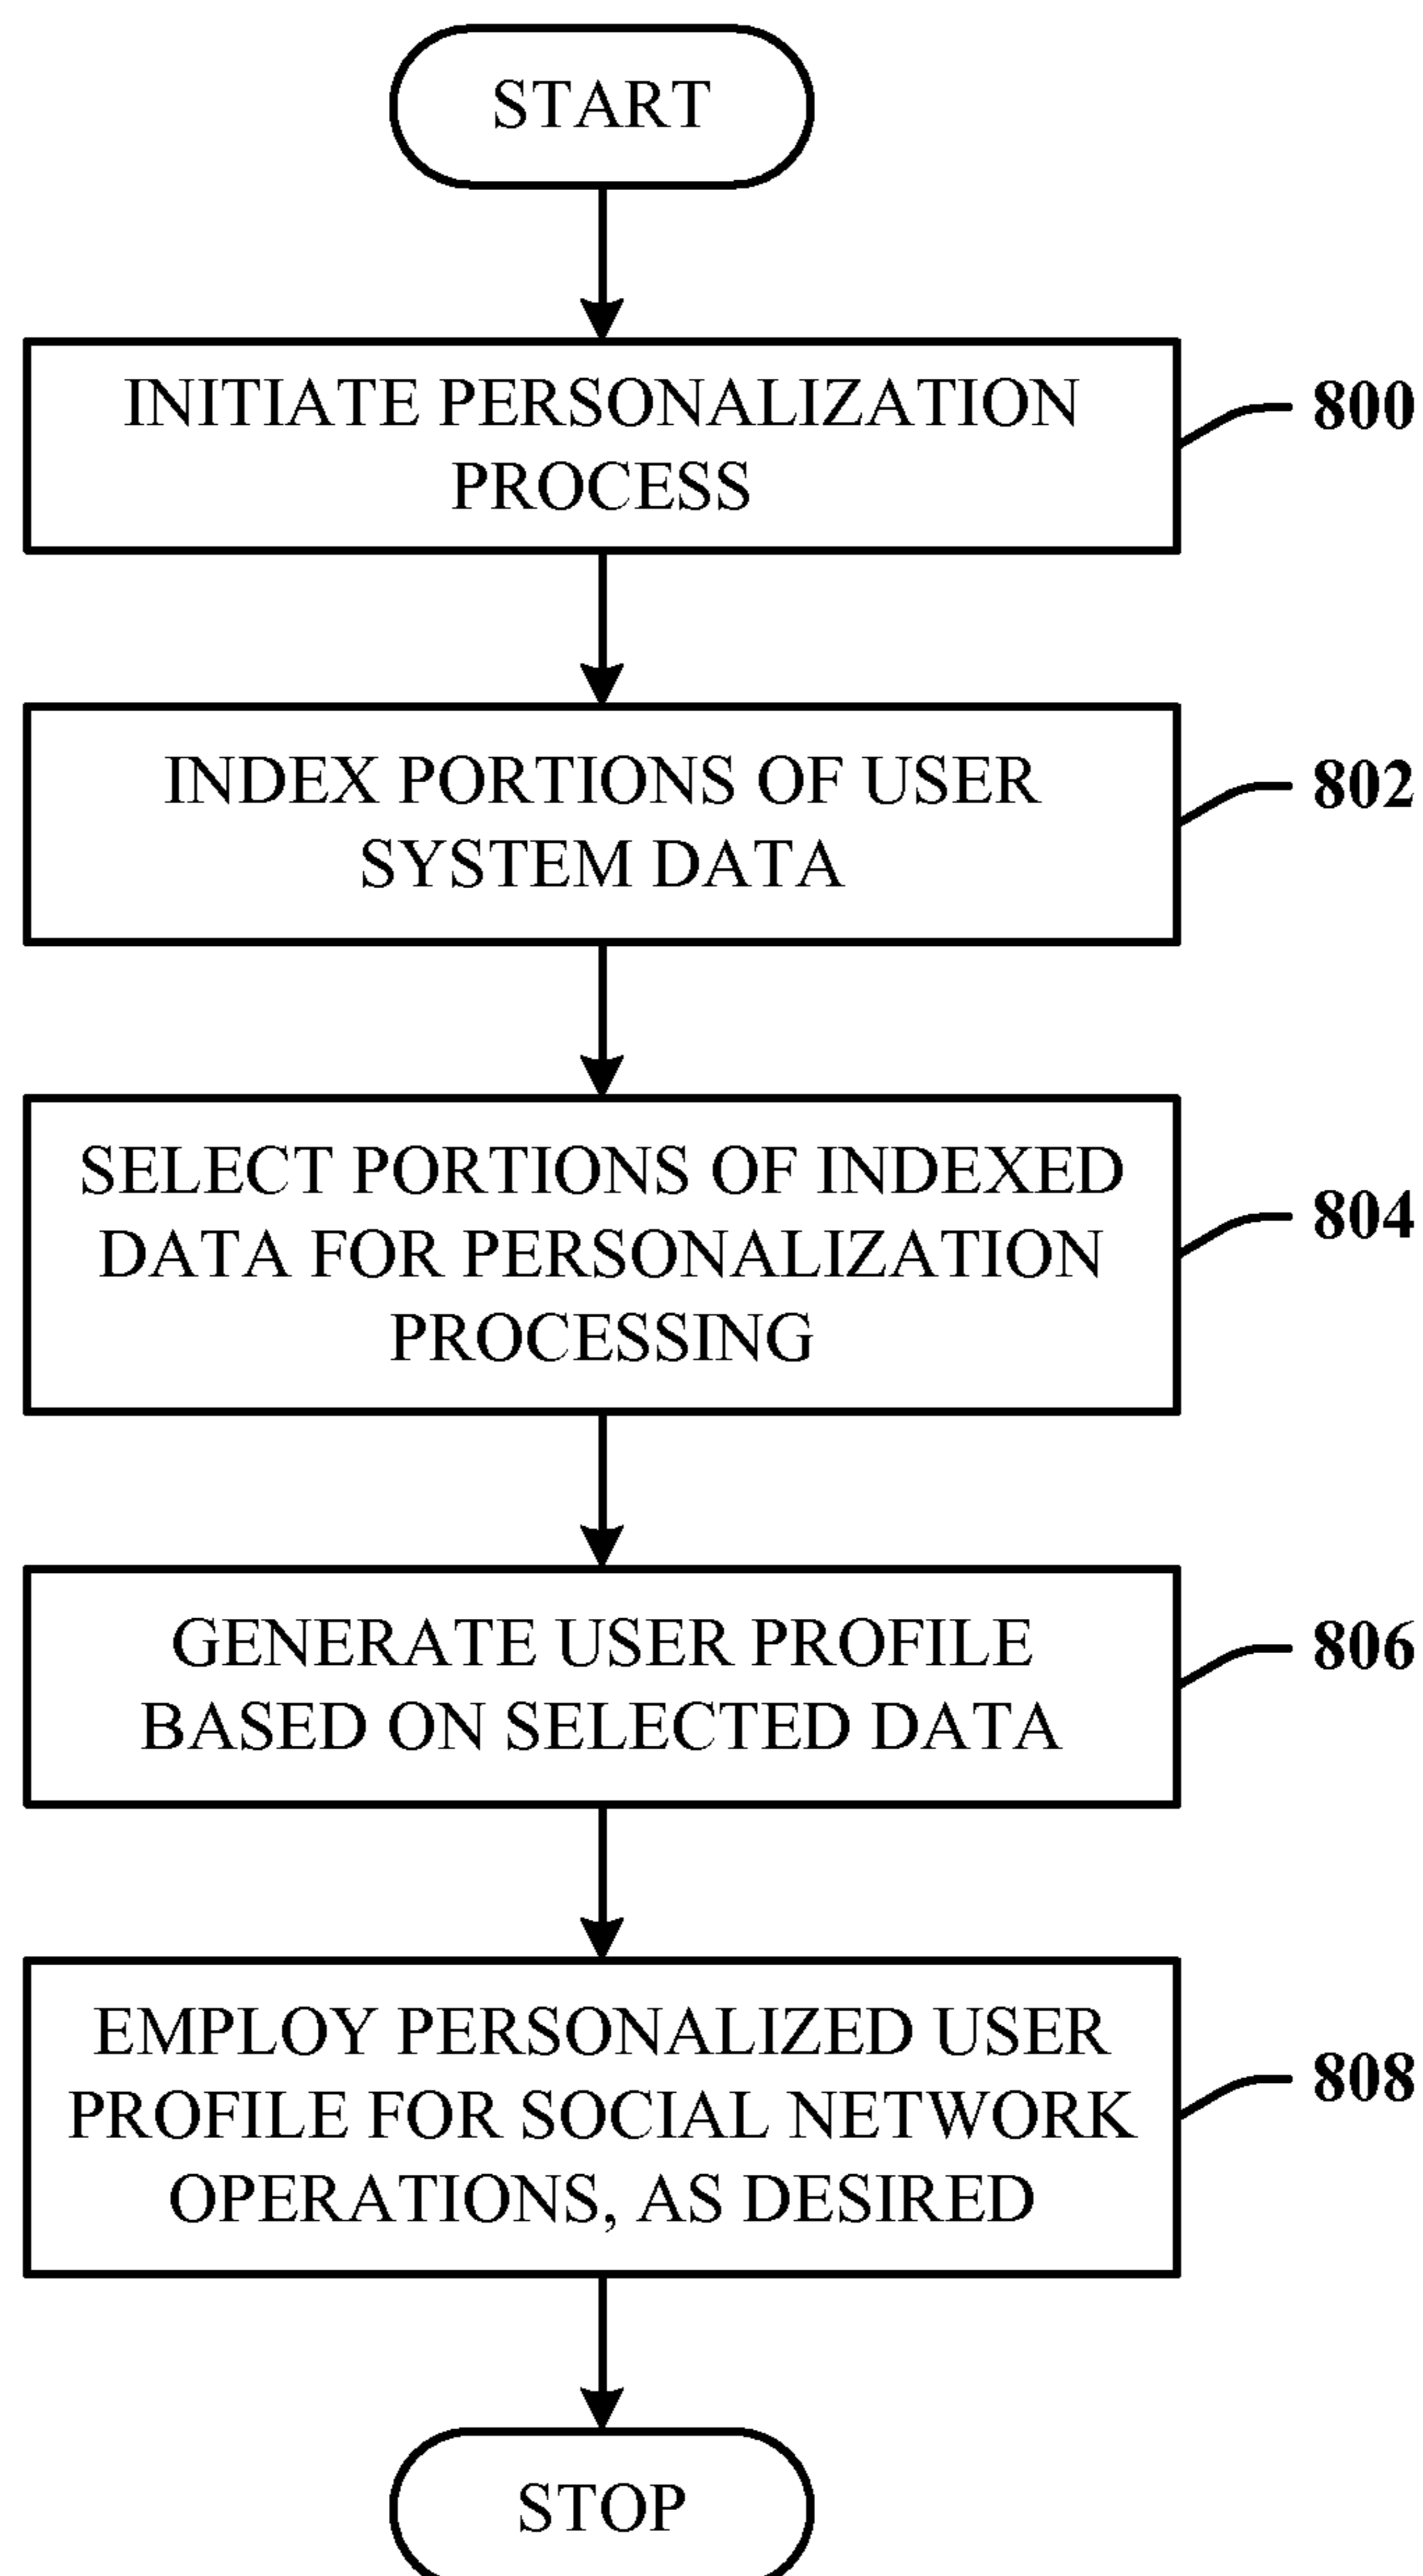 START
INITIATE PERSONALIZATION
PROCESS
800
INDEX PORTIONS OF USER
SYSTEM DATA
802
SELECT PORTIONS OF INDEXED
DATA FOR PERSONALIZATION
PROCESSING
804
GENERATE USER PROFILE
BASED ON SELECTED DATA
806
EMPLOY PERSONALIZED USER
PROFILE FOR SOCIAL NETWORK
OPERATIONS, AS DESIRED
808
STOP